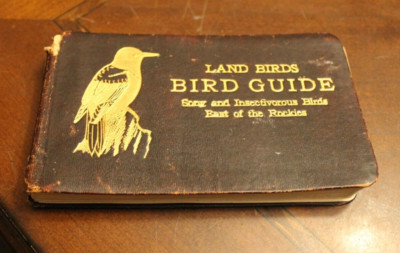 LAND BIRDS
BIRD GUIDE
Song and Insectivorous Birds
East of the Rockies